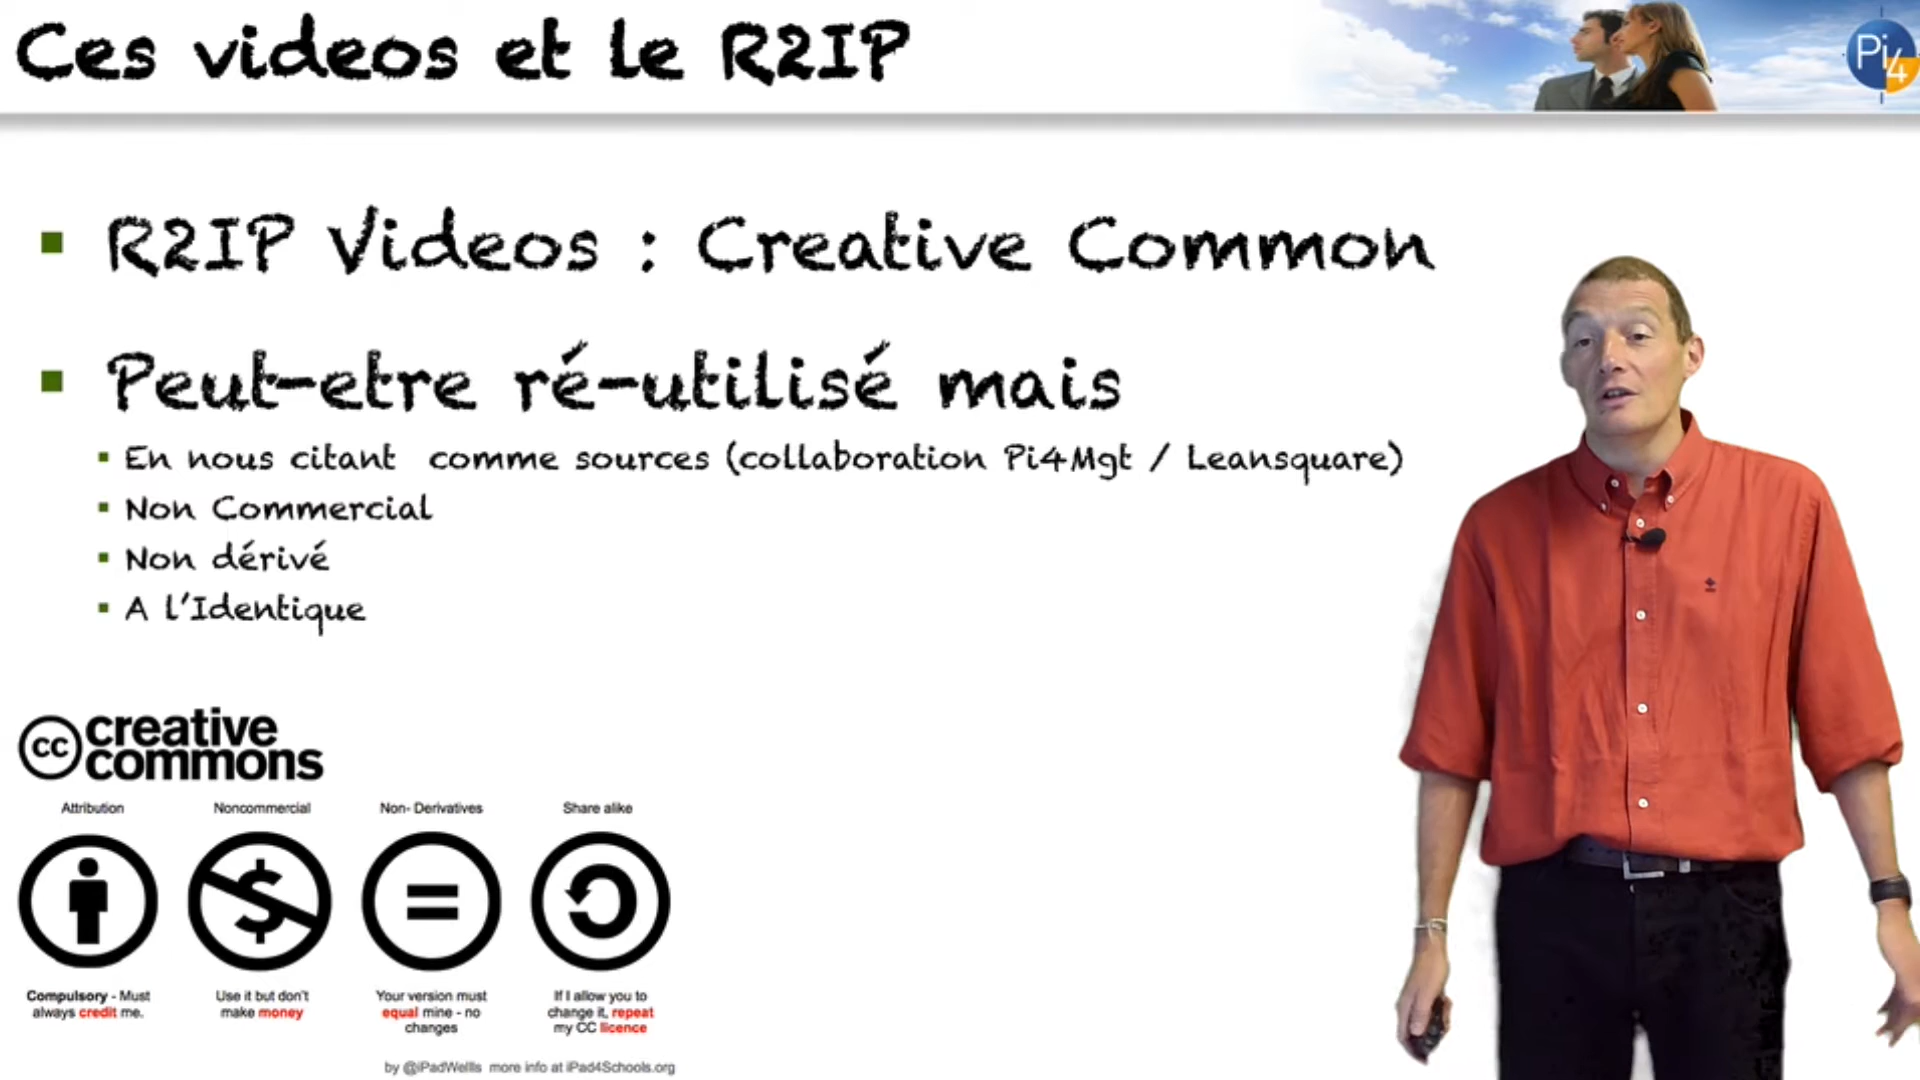 Ces videos et le R2IP
Pi4
R2IP Videos : Creative Common
Peut-etre ré-utilisé mais
En nous citant comme sources (collaboration Pi4Mgt / Leansquare)
Non Commercial
Non dérivé
A l'Identique
cc creative commons
Attribution
Noncommercial
Non- Derivatives
Share alike
$
=
Compulsory - Must
always credit me.
Use it but don't
make money
Your version must
equal mine - no
changes
If I allow you to
change it, repeat
my CC licence
by @iPadWells more info at iPad4Schools.org